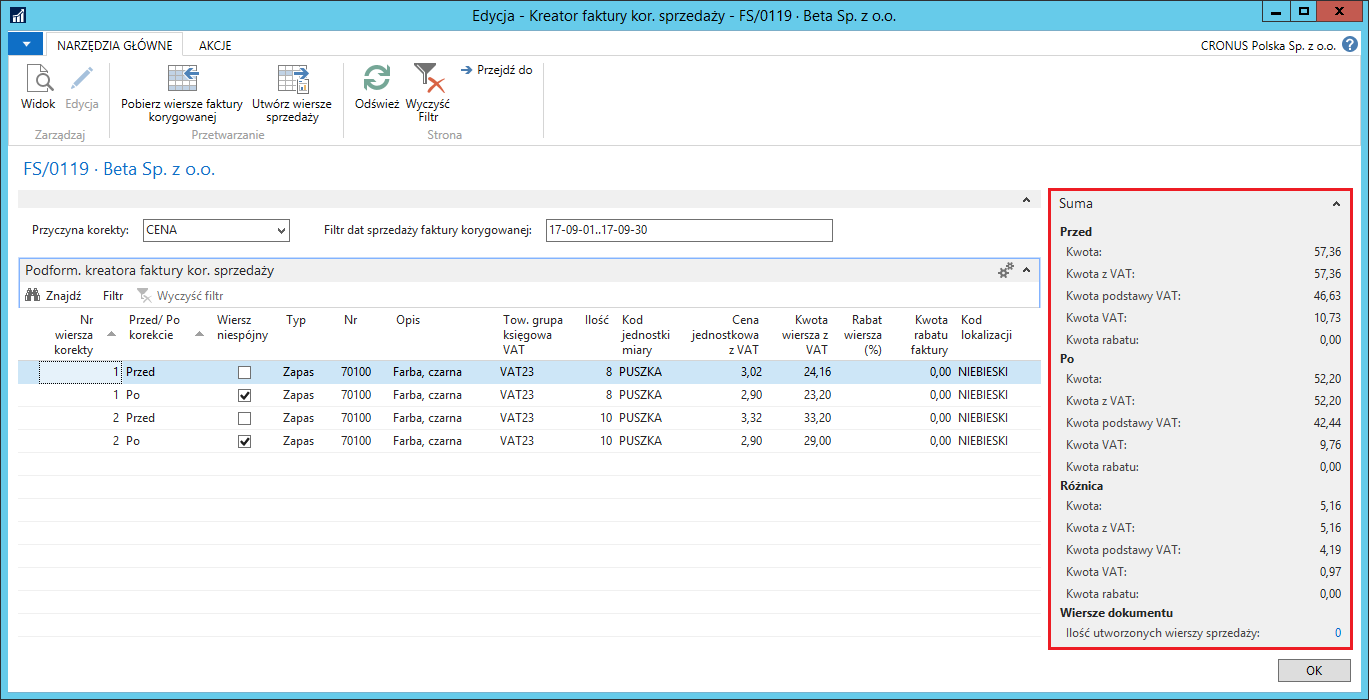 Edycja - Kreator faktury kor. sprzedaży - FS/0119 · Beta Sp. z o.o.
NARZĘDZIA GŁÓWNE AKCJE
CRONUS Polska Sp. z o.o.
Widok Edycja
Zarządzaj
Pobierz wiersze faktury korygowanej
Utwórz wiersze sprzedaży
Przetwarzanie
Odśwież Wyczyść Filtr
Przejdź do
Strona
FS/0119 · Beta Sp. z o.o.
Przyczyna korekty: CENA Filtr dat sprzedaży faktury korygowanej: 17-09-01..17-09-30
Podform. kreatora faktury kor. sprzedaży
Znajdź Filtr Wyczyść filtr
Nr wiersza korekty Przed/ Po korekcie Wiersz niespójny Typ Nr Opis Tow. grupa księgowa VAT Ilość Kod jednostki miary Cena jednostkowa z VAT Kwota wiersza z VAT Rabat wiersza (%) Kwota rabatu faktury Kod lokalizacji
1 Przed Zapas 70100 Farba, czarna VAT23 8 PUSZKA 3,02 24,16 0,00 NIEBIESKI
1 Po Zapas 70100 Farba, czarna VAT23 8 PUSZKA 2,90 23,20 0,00 NIEBIESKI
2 Przed Zapas 70100 Farba, czarna VAT23 10 PUSZKA 3,32 33,20 0,00 NIEBIESKI
2 Po Zapas 70100 Farba, czarna VAT23 10 PUSZKA 2,90 29,00 0,00 NIEBIESKI
Suma
Przed
Kwota: 57,36
Kwota z VAT: 57,36
Kwota podstawy VAT: 46,63
Kwota VAT: 10,73
Kwota rabatu: 0,00
Po
Kwota: 52,20
Kwota z VAT: 52,20
Kwota podstawy VAT: 42,44
Kwota VAT: 9,76
Kwota rabatu: 0,00
Różnica
Kwota: 5,16
Kwota z VAT: 5,16
Kwota podstawy VAT: 4,19
Kwota VAT: 0,97
Kwota rabatu: 0,00
Wiersze dokumentu
Ilość utworzonych wierszy sprzedaży: 0
OK